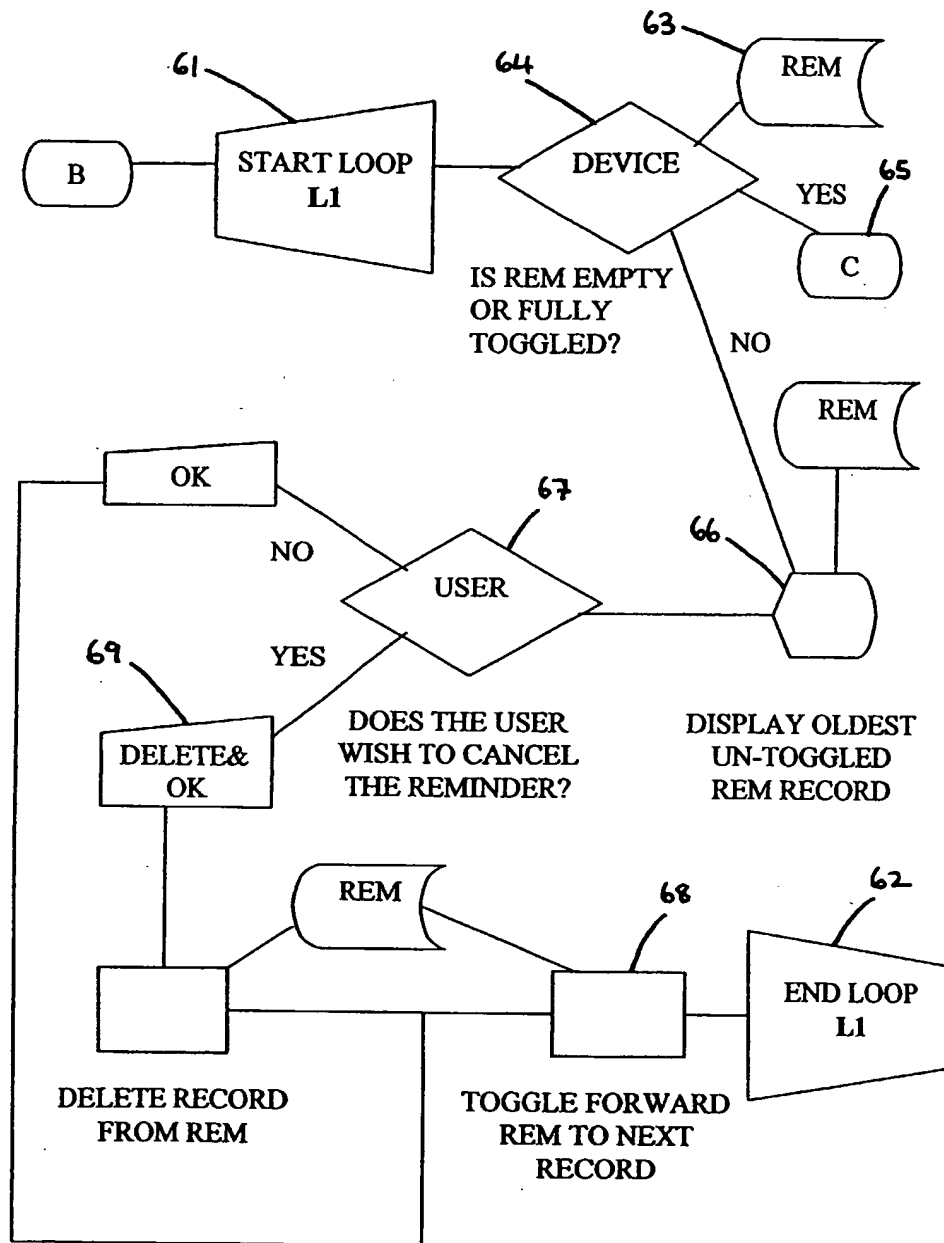 63
61
64
REM
B
START LOOP
L1
DEVICE
YES
65
C
IS REM EMPTY
OR FULLY
TOGGLED?
NO
REM
OK
67
NO
66
USER
69
YES
DELETE&
OK
DOES THE USER
WISH TO CANCEL
THE REMINDER?
DISPLAY OLDEST
UN-TOGGLED
REM RECORD
REM
68
62
END LOOP
L1
DELETE RECORD
FROM REM
TOGGLE FORWARD
REM TO NEXT
RECORD